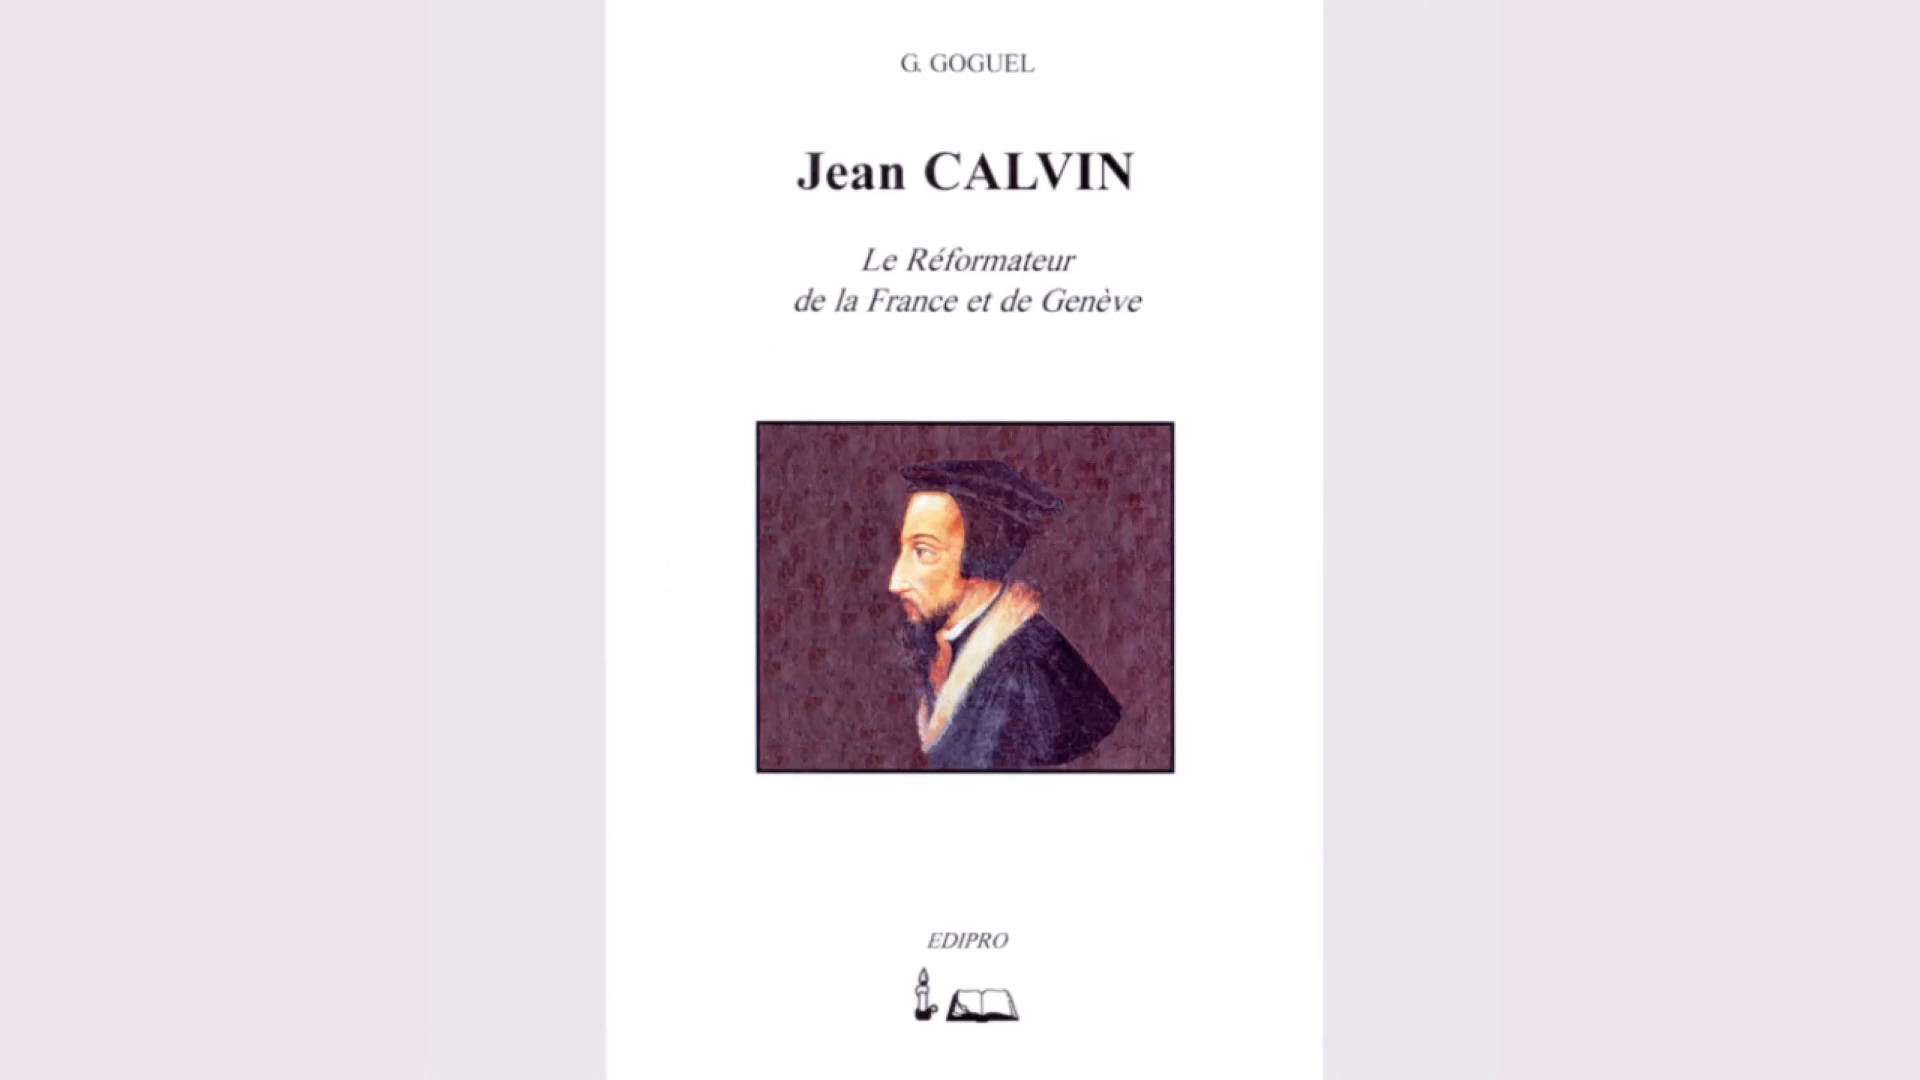 G. GOGUEL
Jean CALVIN
Le Réformateur
de la France et de Genève
EDIPRO